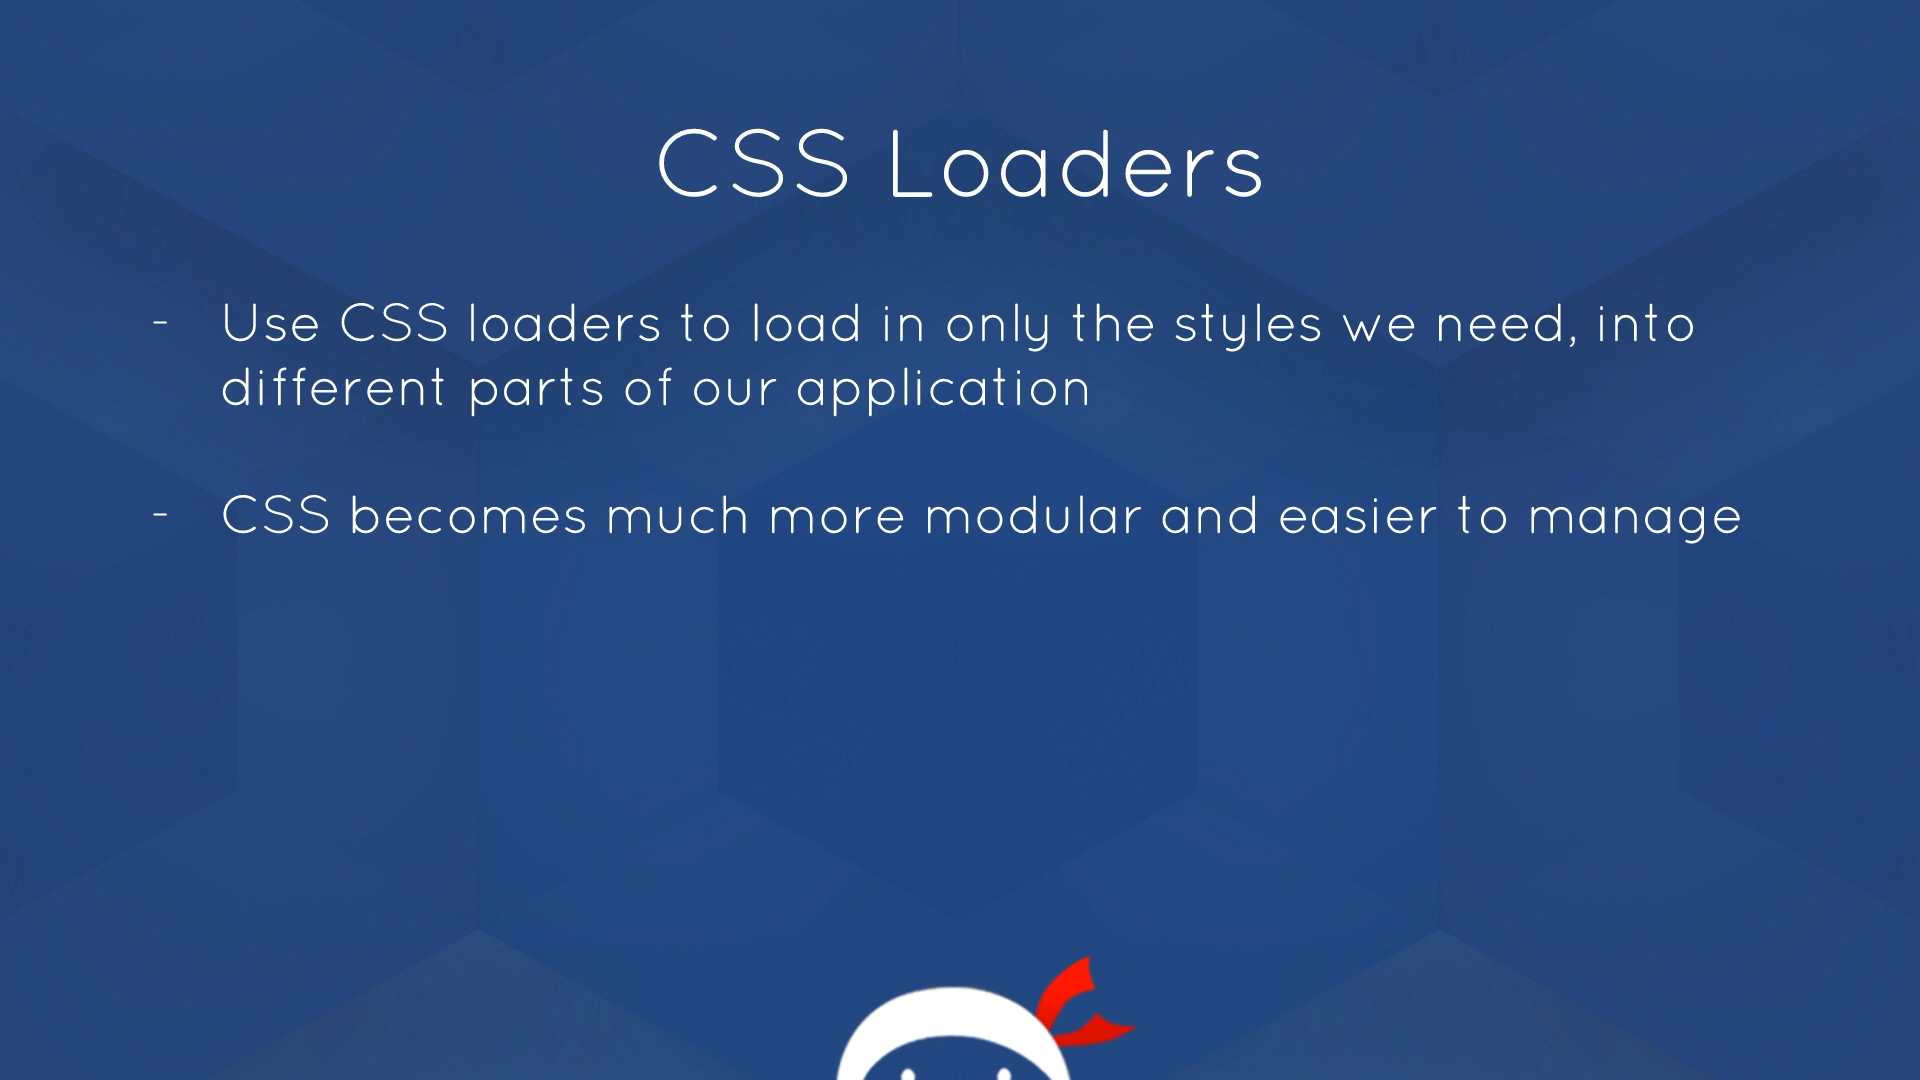 CSS Loaders
- Use CSS loaders to load in only the styles we need, into
different parts of our application
- CSS becomes much more modular and easier to manage